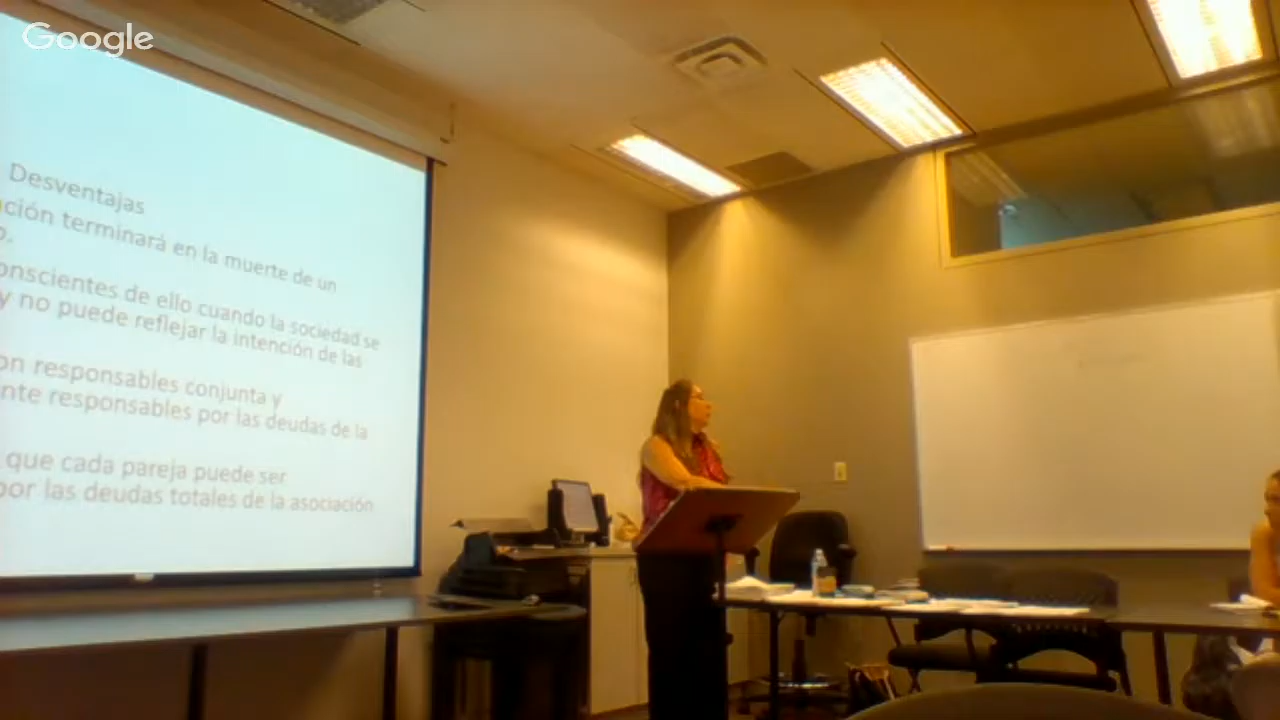 Google
Desventajas
ción terminará en la muerte de un
o.
onscientes de ello cuando la sociedad se
y no puede reflejar la intención de las
on responsables conjunta y
nte responsables por las deudas de la
que cada pareja puede ser
por las deudas totales de la asociación